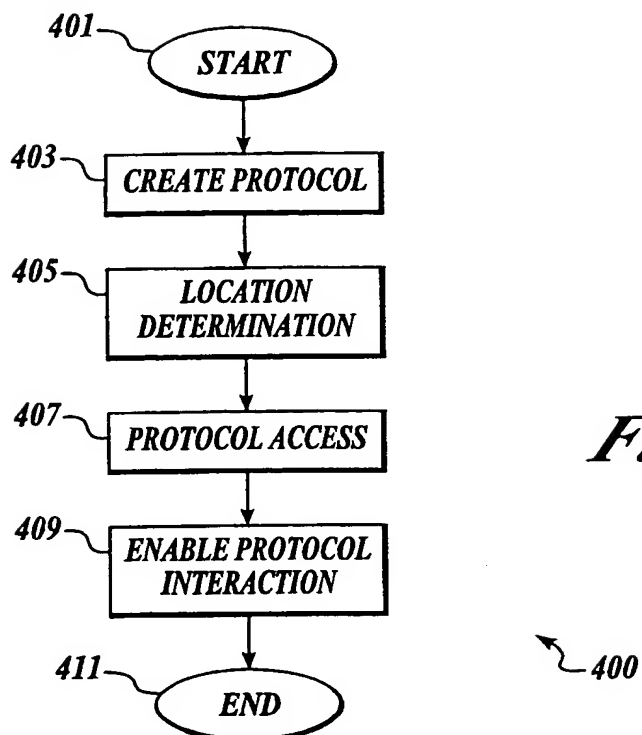 401
START
403
CREATE PROTOCOL
405
LOCATION
DETERMINATION
407
PROTOCOL ACCESS
409
ENABLE PROTOCOL
INTERACTION
411
END
400